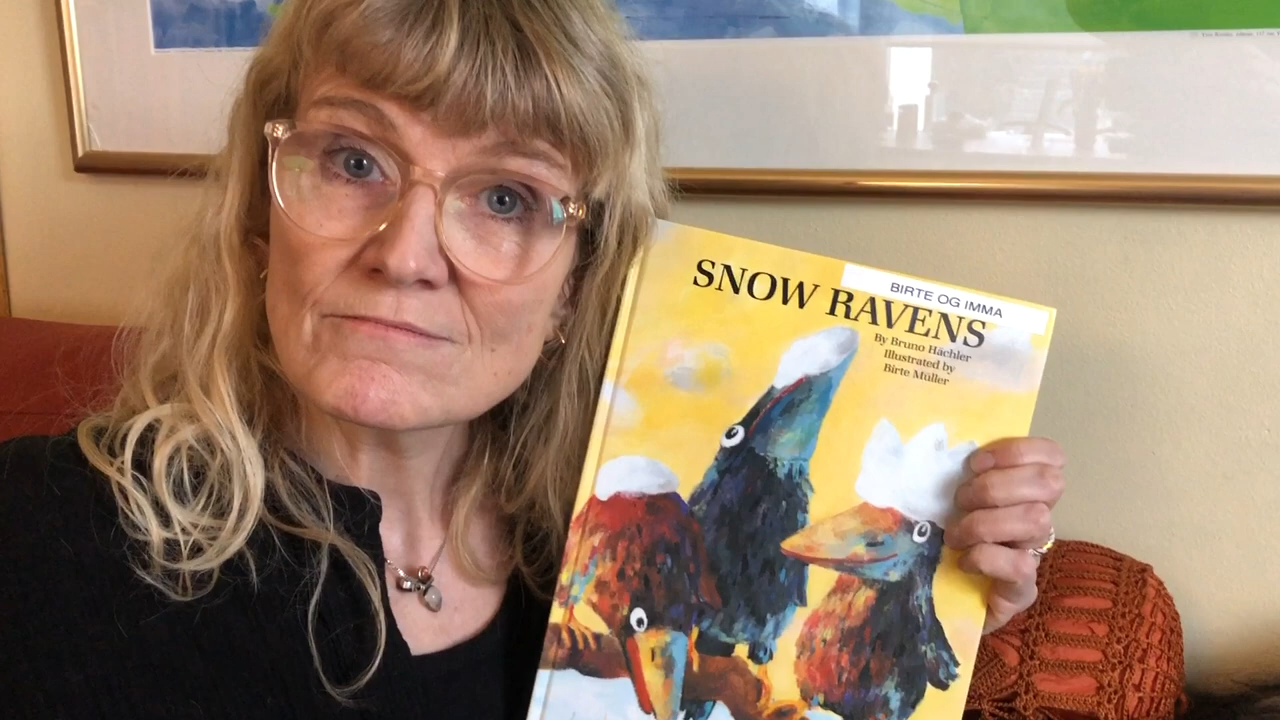 BIRTE OG IMMA
SNOW RAVENS
By Bruno Hächler
Illustrated by
Birte Müller